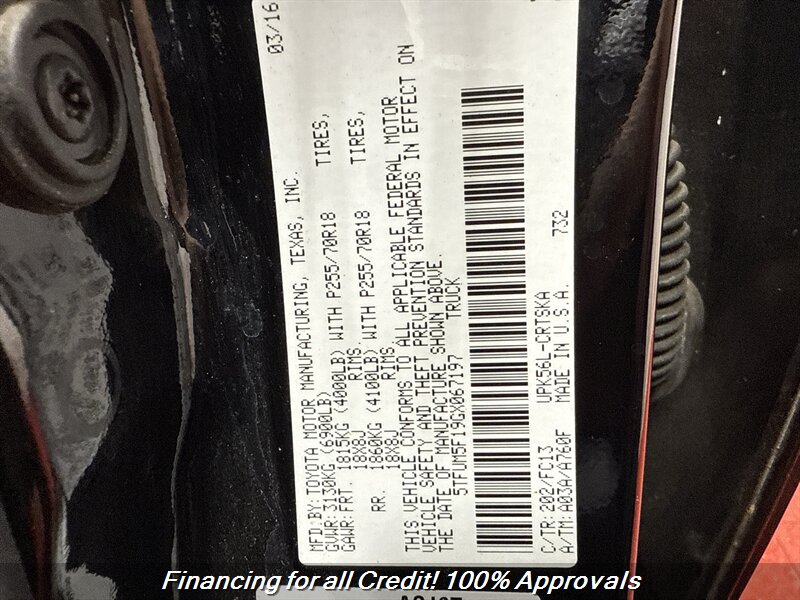 MFD.BY:TOYOTA MOTOR MANUFACTURING, TEXAS, INC. 03/16
GVWR:3130KG (6900LB)
GAWR:FRT. 1815KG (4000LB) WITH P255/70R18 TIRES,
18X8J RIMS.
RR. 1860KG (4100LB) WITH P255/70R18 TIRES,
18X8J RIMS.
THIS VEHICLE CONFORMS TO ALL APPLICABLE FEDERAL MOTOR
VEHICLE SAFETY AND THEFT PREVENTION STANDARDS IN EFFECT ON
THE DATE OF MANUFACTURE SHOWN ABOVE.
5TFUM5F19GX067197 TRUCK
C/TR:202/FC13 UPK56L-CRTSKA
A/TM:A03A/A760F MADE IN U.S.A. 732
Financing for all Credit! 100% Approvals